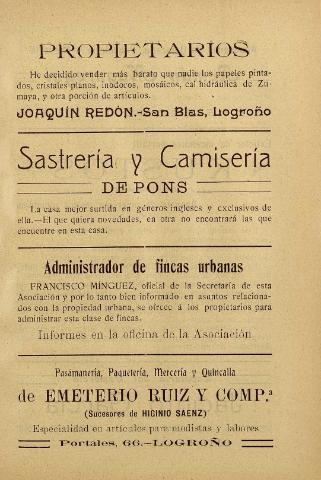 PROPIETARIOS
He decidido vender más barato que nadie los papeles pinta-
dos, cristales planos, inodoros, mosáicos, cal hidráulica de Zu-
maya, y otra porción de artículos.
JOAQUÍN REDÓN.-San Blas, Logroño
Sastrería y Camisería
DE PONS
La casa mejor surtida en géneros ingleses y exclusivos de
ella.—El que quiera novedades, en otra no encontrará las que
encuentre en esta casa.
Administrador de fincas urbanas
FRANCISCO MÍNGUEZ, oficial de la Secretaría de esta
Asociación y por lo tanto bien informado en asuntos relaciona-
dos con la propiedad urbana, se ofrece á los propietarios para
administrar esta clase de fincas.
Informes en la oficina de la Asociación
Pasamanería, Paquetería, Mercería y Quincalla
de EMETERIO RUIZ Y COMP.ª
(Sucesores de HIGINIO SAENZ)
Especialidad en artículos para modistas y labores
Portales, 66.—LOGROÑO